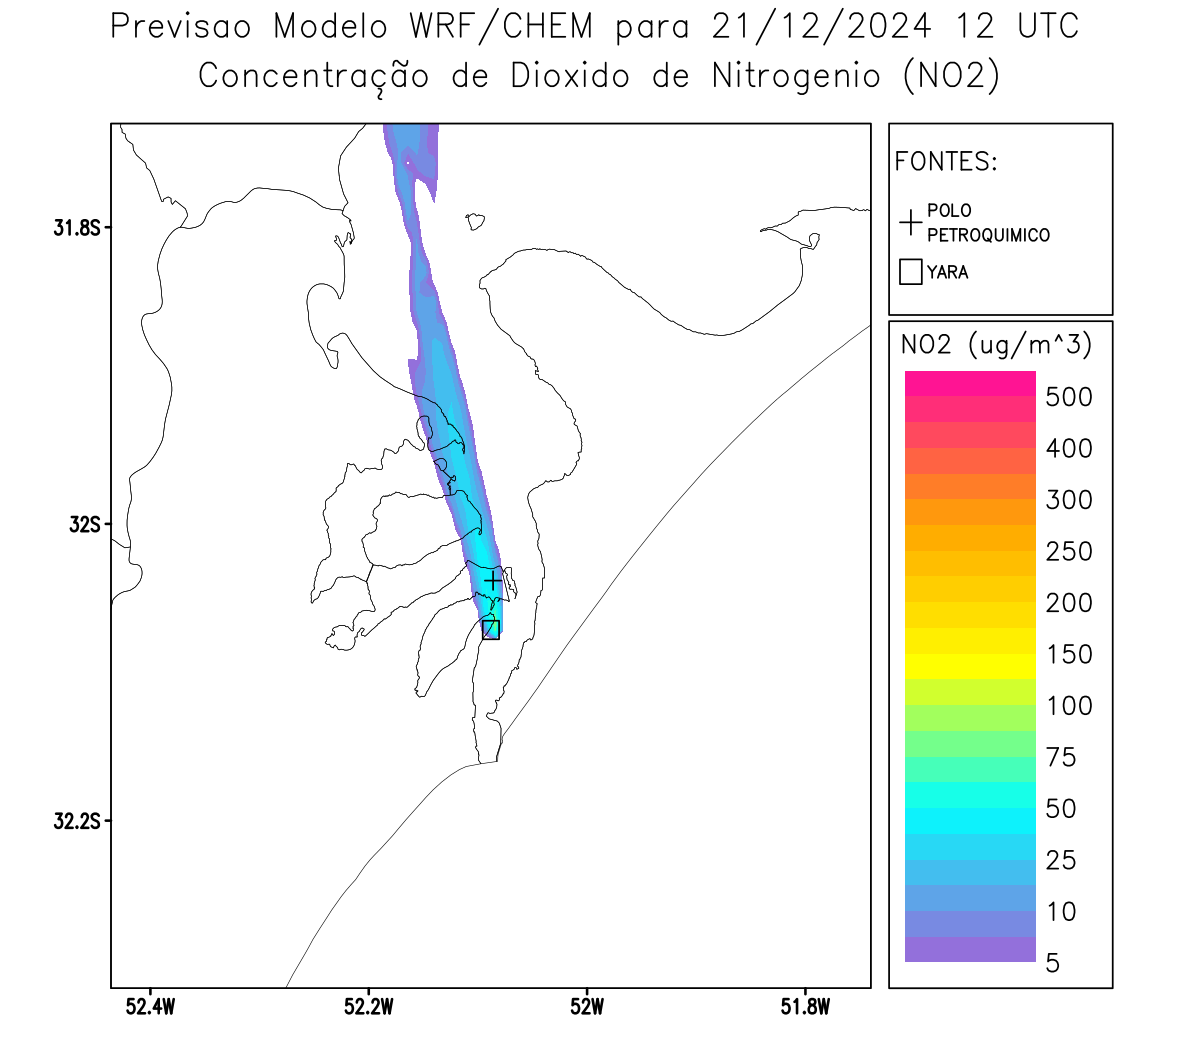 Previsao Modelo WRF/CHEM para 21/12/2024 12 UTC
Concentração de Dioxido de Nitrogenio (NO2)
FONTES:
POLO
PETROQUIMICO
YARA
NO2 (ug/m^3)
500
400
300
250
200
150
100
75
50
25
10
5
31.8S
32S
32.2S
52.4W
52.2W
52W
51.8W